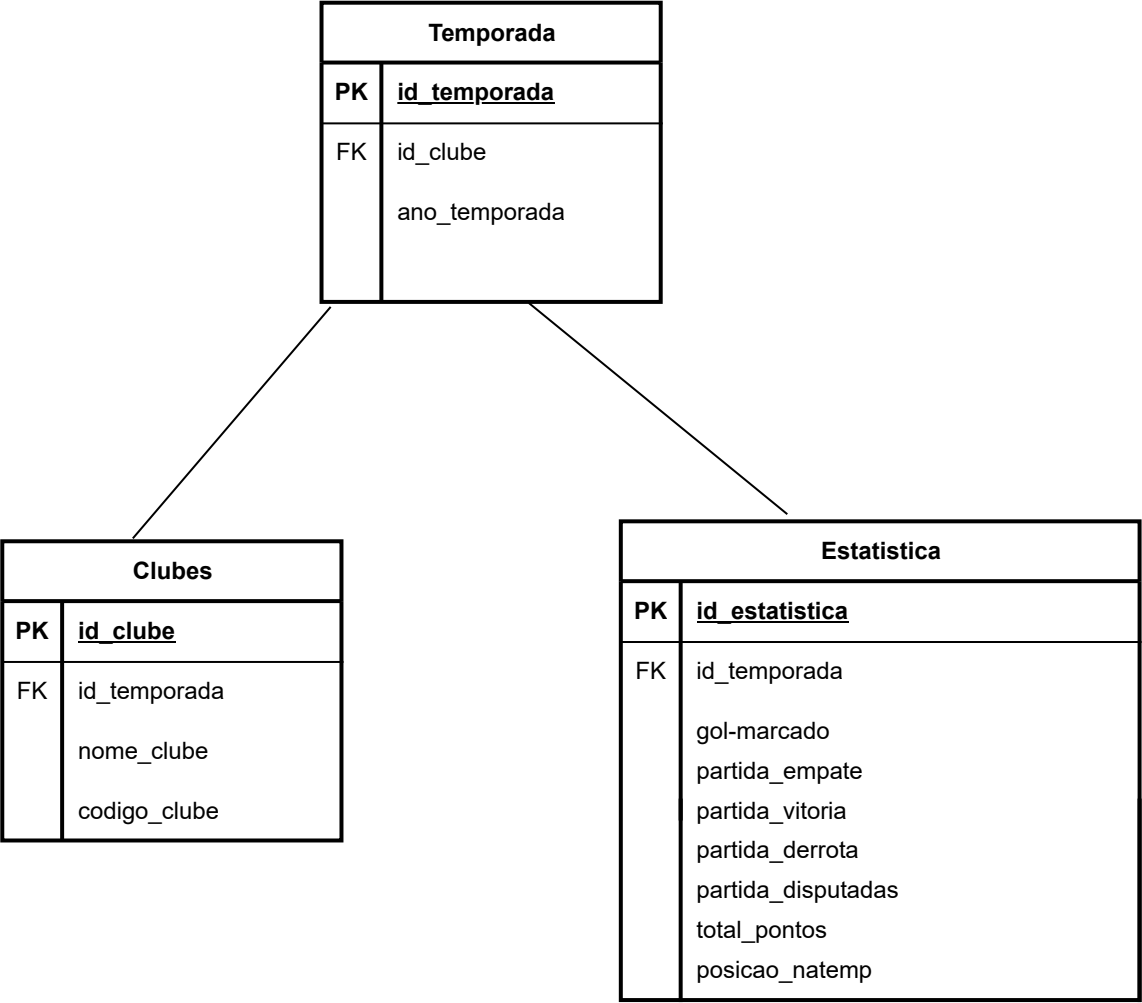 Temporada
PK id_temporada
FK id_clube
ano_temporada
Clubes
PK id_clube
FK id_temporada
nome_clube
codigo_clube
Estatistica
PK id_estatistica
FK id_temporada
gol-marcado
partida_empate
partida_vitoria
partida_derrota
partida_disputadas
total_pontos
posicao_natemp